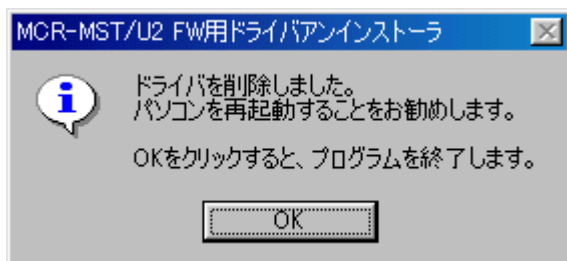 MCR-MST/U2 FW用ドライバアンインストーラ
ドライバを削除しました。
パソコンを再起動することをお勧めします。
OKをクリックすると、プログラムを終了します。
OK